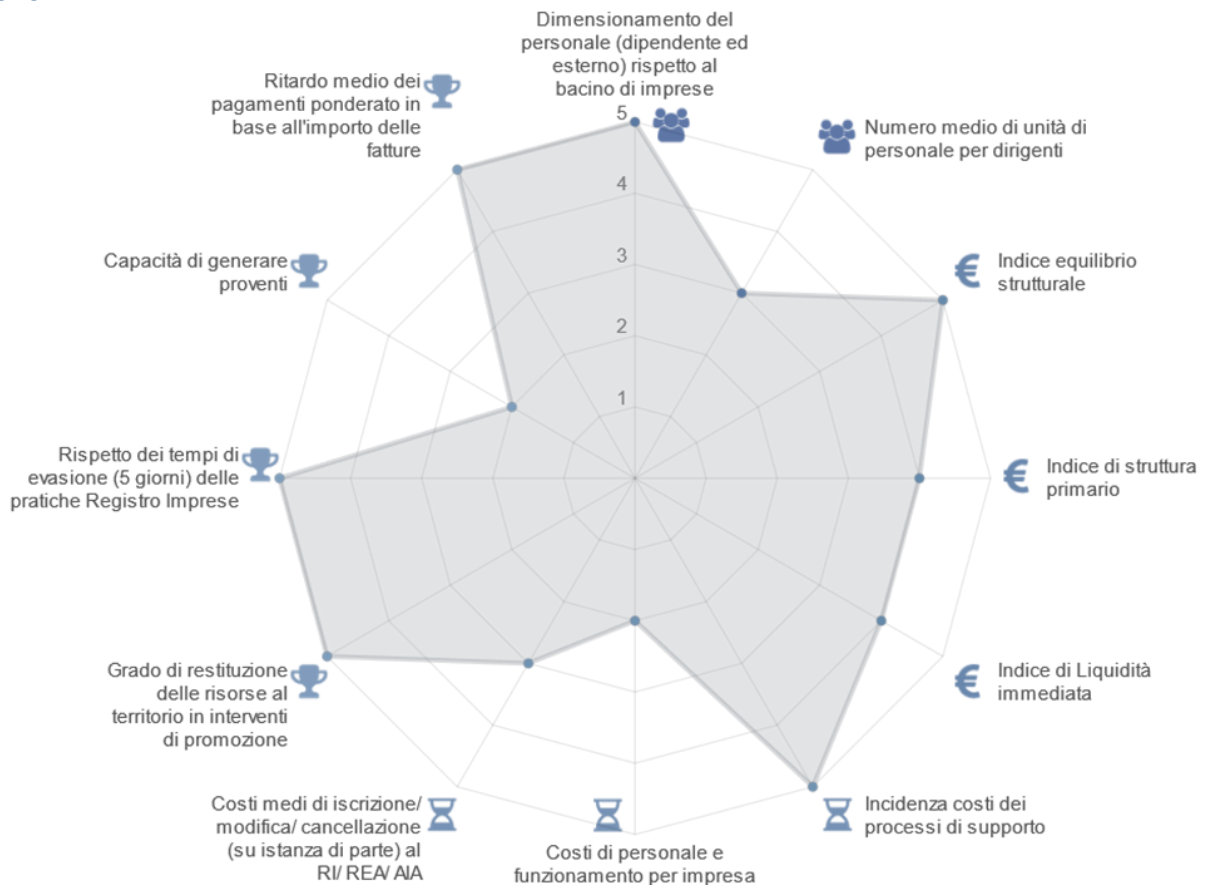 Dimensionamento del
personale (dipendente ed
esterno) rispetto al
bacino di imprese
Ritardo medio dei
pagamenti ponderato in
base all'importo delle
fatture
Numero medio di unità di
personale per dirigenti
5
4
3
2
1
Capacità di generare
proventi
Indice equilibrio
strutturale
Rispetto dei tempi di
evasione (5 giorni) delle
pratiche Registro Imprese
Indice di struttura
primario
Grado di restituzione
delle risorse al
territorio in interventi
di promozione
Indice di Liquidità
immediata
Costi medi di iscrizione/
modifica/ cancellazione
(su istanza di parte) al
RI/ REA/ AIA
Costi di personale e
funzionamento per impresa
Incidenza costi dei
processi di supporto